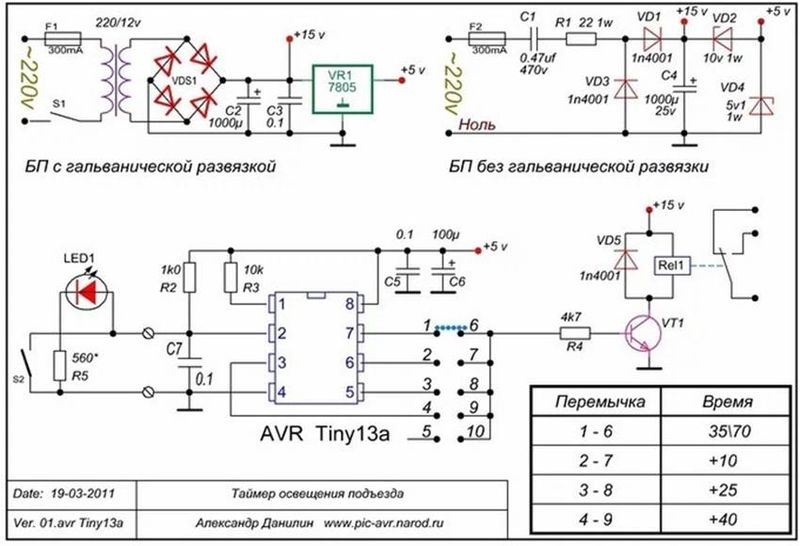 220/12v
F1
300mA
~220v
S1
VDS1
+15 v
VR1
7805
+5 v
C2
1000µ
C3
0.1
БП с гальванической развязкой
F2
300mA
C1
0.47uf
470v
R1 22 1w
VD1
1n4001
VD2
10v 1w
+15 v
+5 v
~220v
VD3
1n4001
C4
1000µ
25v
VD4
5v1
1w
Ноль
БП без гальванической развязки
LED1
1k0
R2
10k
R3
0.1
C5
100µ
C6
+5 v
S2
560*
R5
C7
0.1
1 8
2 7
3 6
4 5
AVR Tiny13a
1 6
2 7
3 8
4 9
5 10
4k7
R4
VT1
VD5
1n4001
+15 v
Rel1
Перемычка Время
1 - 6 35\70
2 - 7 +10
3 - 8 +25
4 - 9 +40
Date: 19-03-2011 Таймер освещения подъезда
Ver. 01.avr Tiny13a Александр Данилин www.pic-avr.narod.ru